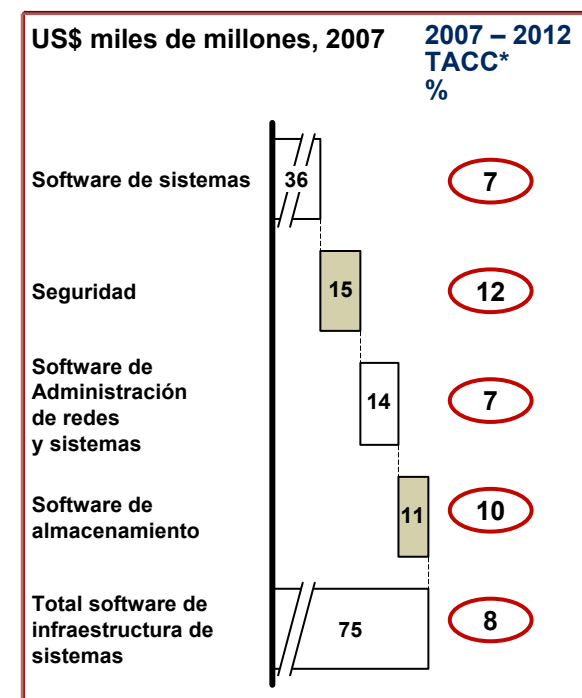 US$ miles de millones, 2007
2007 – 2012
TACC*
%
Software de sistemas
36
7
Seguridad
15
12
Software de
Administración
de redes
y sistemas
14
7
Software de
almacenamiento
11
10
Total software de
infraestructura de
sistemas
75
8